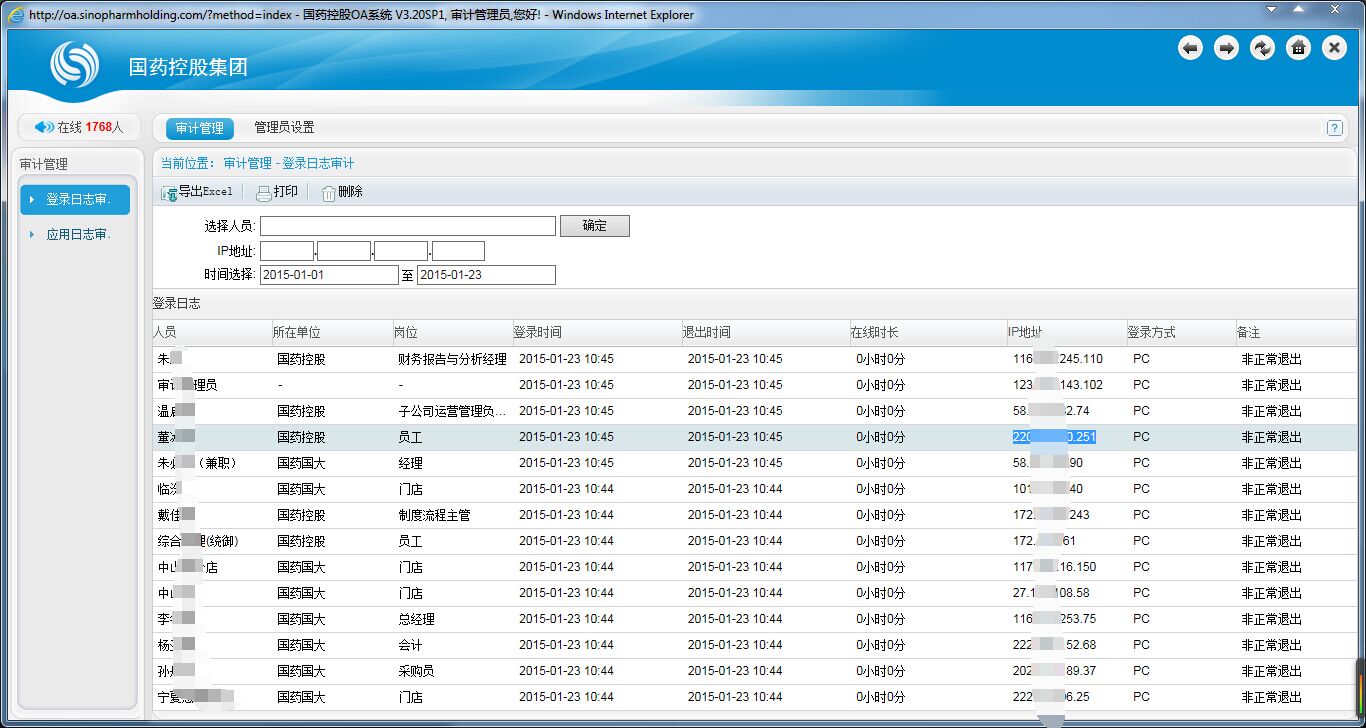 http://oa.sinopharmholding.com/?method=index - 国药控股OA系统 V3.20SP1, 审计管理员,您好! - Windows Internet Explorer
国药控股集团
在线 1768人
审计管理 管理员设置
审计管理
当前位置： 审计管理 - 登录日志审计
登录日志审.
应用日志审.
导出Excel 打印 删除
选择人员: 确定
IP地址: . . .
时间选择: 2015-01-01 至 2015-01-23
登录日志
人员 所在单位 岗位 登录时间 退出时间 在线时长 IP地址 登录方式 备注
朱 国药控股 财务报告与分析经理 2015-01-23 10:45 2015-01-23 10:45 0小时0分 116 245.110 PC 非正常退出
审 理员 - - 2015-01-23 10:45 2015-01-23 10:45 0小时0分 123 143.102 PC 非正常退出
温 国药控股 子公司运营管理负... 2015-01-23 10:45 2015-01-23 10:45 0小时0分 58. 2.74 PC 非正常退出
董 国药控股 员工 2015-01-23 10:45 2015-01-23 10:45 0小时0分 220 0.251 PC 非正常退出
朱 （兼职） 国药国大 经理 2015-01-23 10:45 2015-01-23 10:45 0小时0分 58. 90 PC 非正常退出
临 国药国大 门店 2015-01-23 10:44 2015-01-23 10:44 0小时0分 101 40 PC 非正常退出
戴佳 国药控股 制度流程主管 2015-01-23 10:44 2015-01-23 10:44 0小时0分 172 243 PC 非正常退出
综合 理(统御) 国药控股 员工 2015-01-23 10:44 2015-01-23 10:44 0小时0分 172. 61 PC 非正常退出
中山 店 国药国大 门店 2015-01-23 10:44 2015-01-23 10:44 0小时0分 117 16.150 PC 非正常退出
中山 国药国大 门店 2015-01-23 10:44 2015-01-23 10:44 0小时0分 27.1 08.58 PC 非正常退出
李 国药国大 总经理 2015-01-23 10:44 2015-01-23 10:44 0小时0分 116 253.75 PC 非正常退出
杨 国药国大 会计 2015-01-23 10:44 2015-01-23 10:44 0小时0分 222 52.68 PC 非正常退出
孙 国药国大 采购员 2015-01-23 10:44 2015-01-23 10:44 0小时0分 202 89.37 PC 非正常退出
宁夏 国药国大 门店 2015-01-23 10:44 2015-01-23 10:44 0小时0分 222 6.25 PC 非正常退出